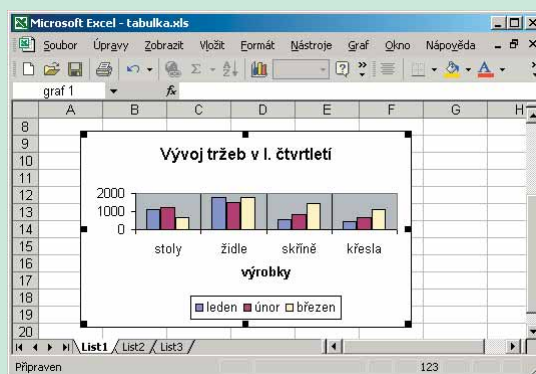 Microsoft Excel - tabulka.xls
Soubor Úpravy Zobrazit Vložit Formát Nástroje Graf Okno Nápověda
graf 1 fx
A B C D E F G H
8
9
10
11
12
13
14
15
16
17
18
19
20
Vývoj tržeb v I. čtvrtletí
2000
1000
0
stoly židle skříně křesla
výrobky
leden únor březen
List1 List2 List3
Připraven 123